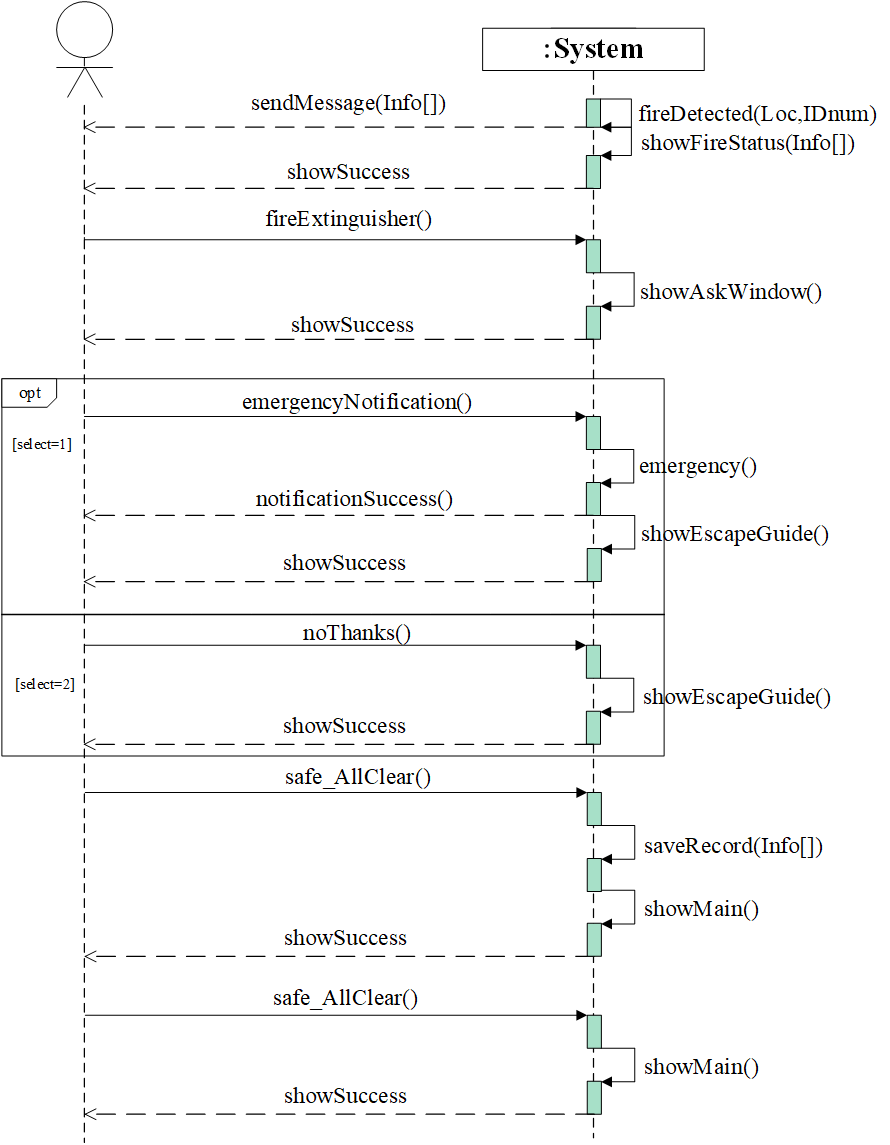 :System
sendMessage(Info[])
fireDetected(Loc,IDnum)
showFireStatus(Info[])
showSuccess
fireExtinguisher()
showAskWindow()
showSuccess
opt
emergencyNotification()
[select=1]
emergency()
notificationSuccess()
showEscapeGuide()
showSuccess
noThanks()
[select=2]
showEscapeGuide()
showSuccess
safe_AllClear()
saveRecord(Info[])
showMain()
showSuccess
safe_AllClear()
showMain()
showSuccess